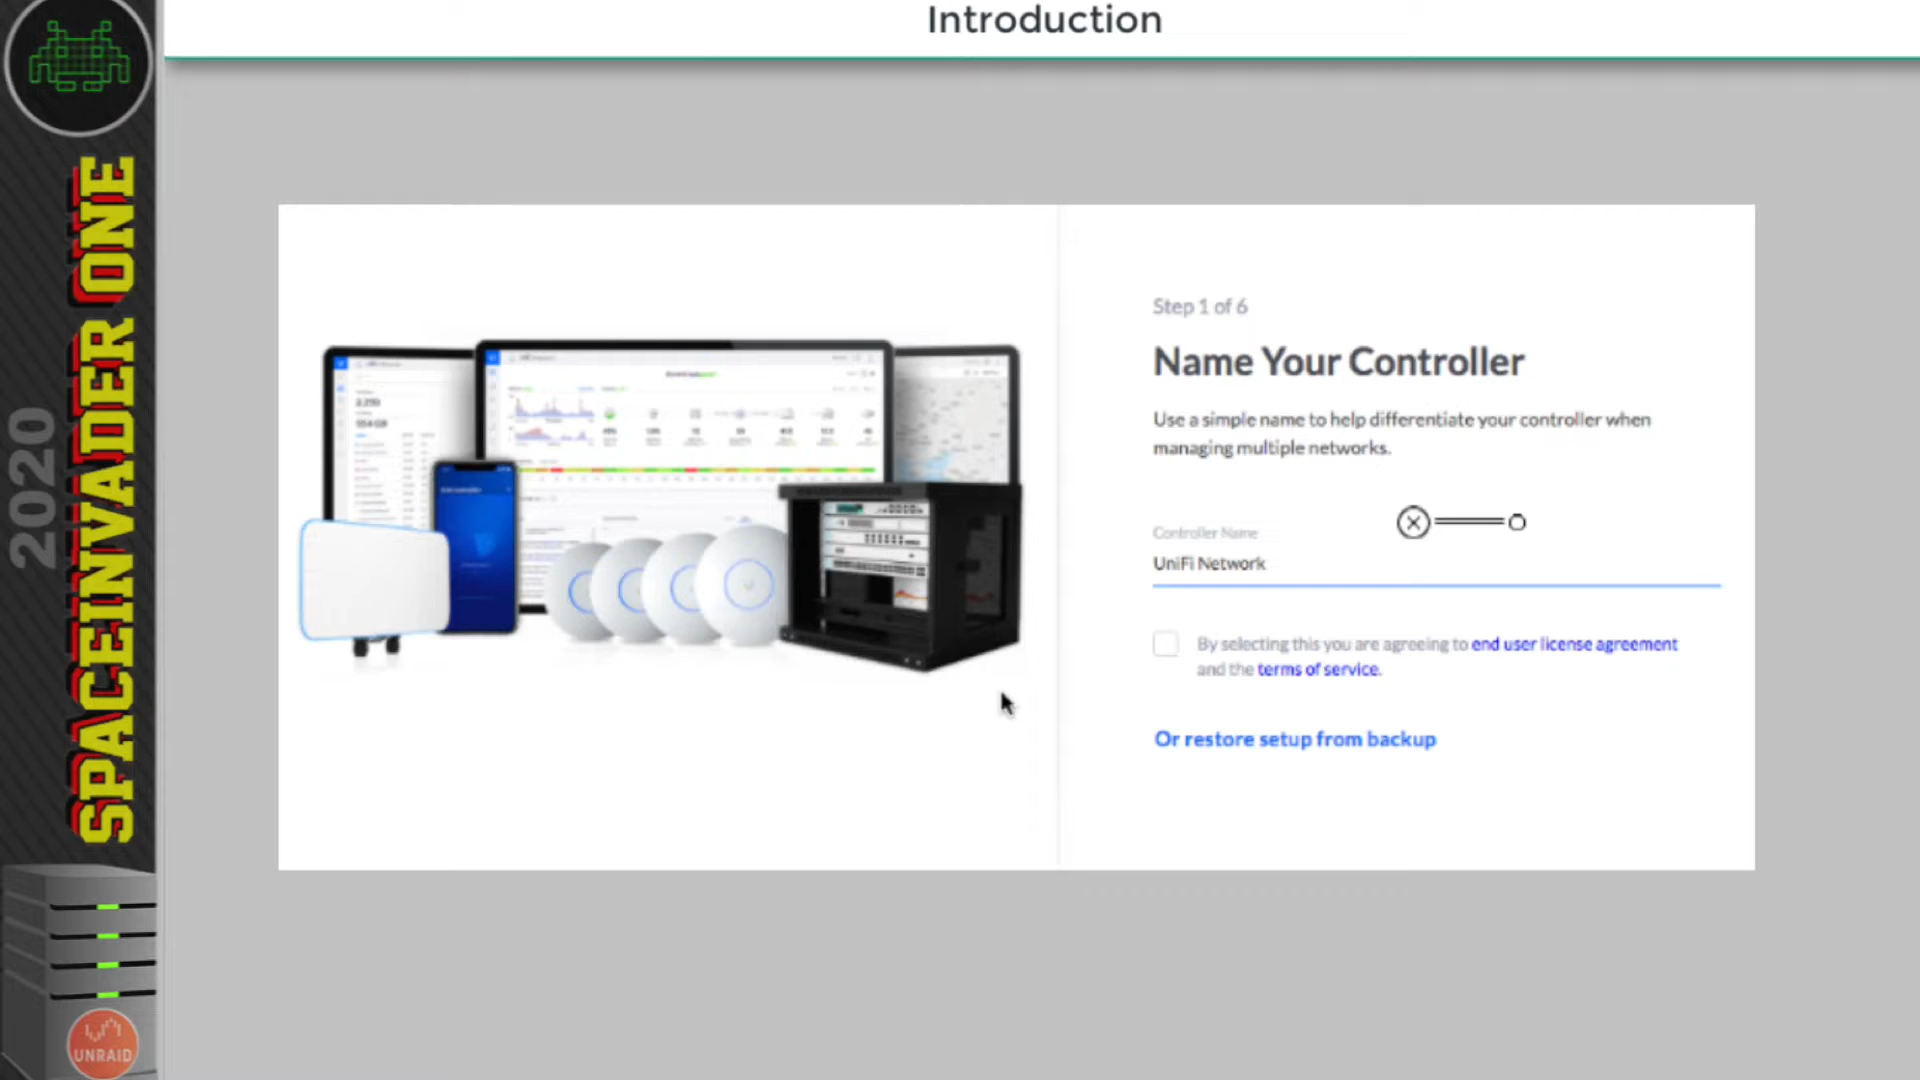 Introduction
2020
SPACEINVADER ONE
UNRAID
Step 1 of 6
Name Your Controller
Use a simple name to help differentiate your controller when
managing multiple networks.
Controller Name
UniFi Network
By selecting this you are agreeing to end user license agreement
and the terms of service.
Or restore setup from backup